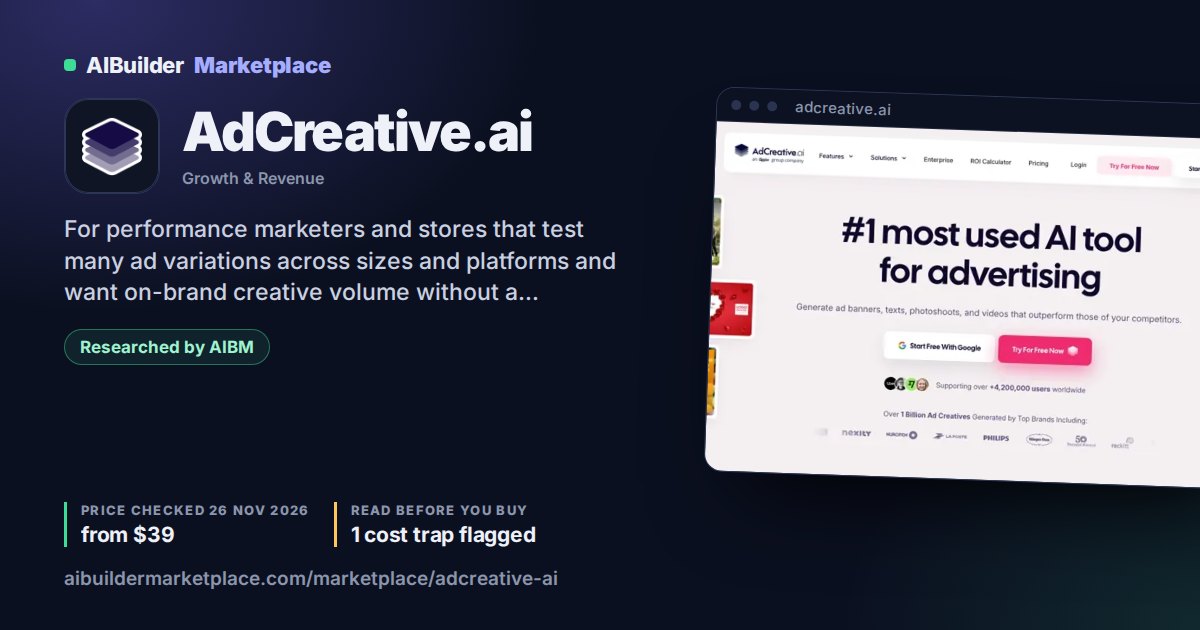 AIBuilder Marketplace
AdCreative.ai
Growth & Revenue
For performance marketers and stores that test
many ad variations across sizes and platforms and
want on-brand creative volume without a...
Researched by AIBM
PRICE CHECKED 26 NOV 2026
from $39
READ BEFORE YOU BUY
1 cost trap flagged
aibuildermarketplace.com/marketplace/adcreative-ai
adcreative.ai
AdCreative.ai
Features Solutions Enterprise ROI Calculator Pricing Login Try For Free Now
#1 most used AI tool
for advertising
Generate ad banners, texts, photoshoots, and videos that outperform those of your competitors.
Start Free With Google
Try For Free Now
Supporting over +4,200,000 users worldwide
Over 1 Billion Ad Creatives Generated by Top Brands Including:
nexity LA POSTE PHILIPS reckitt